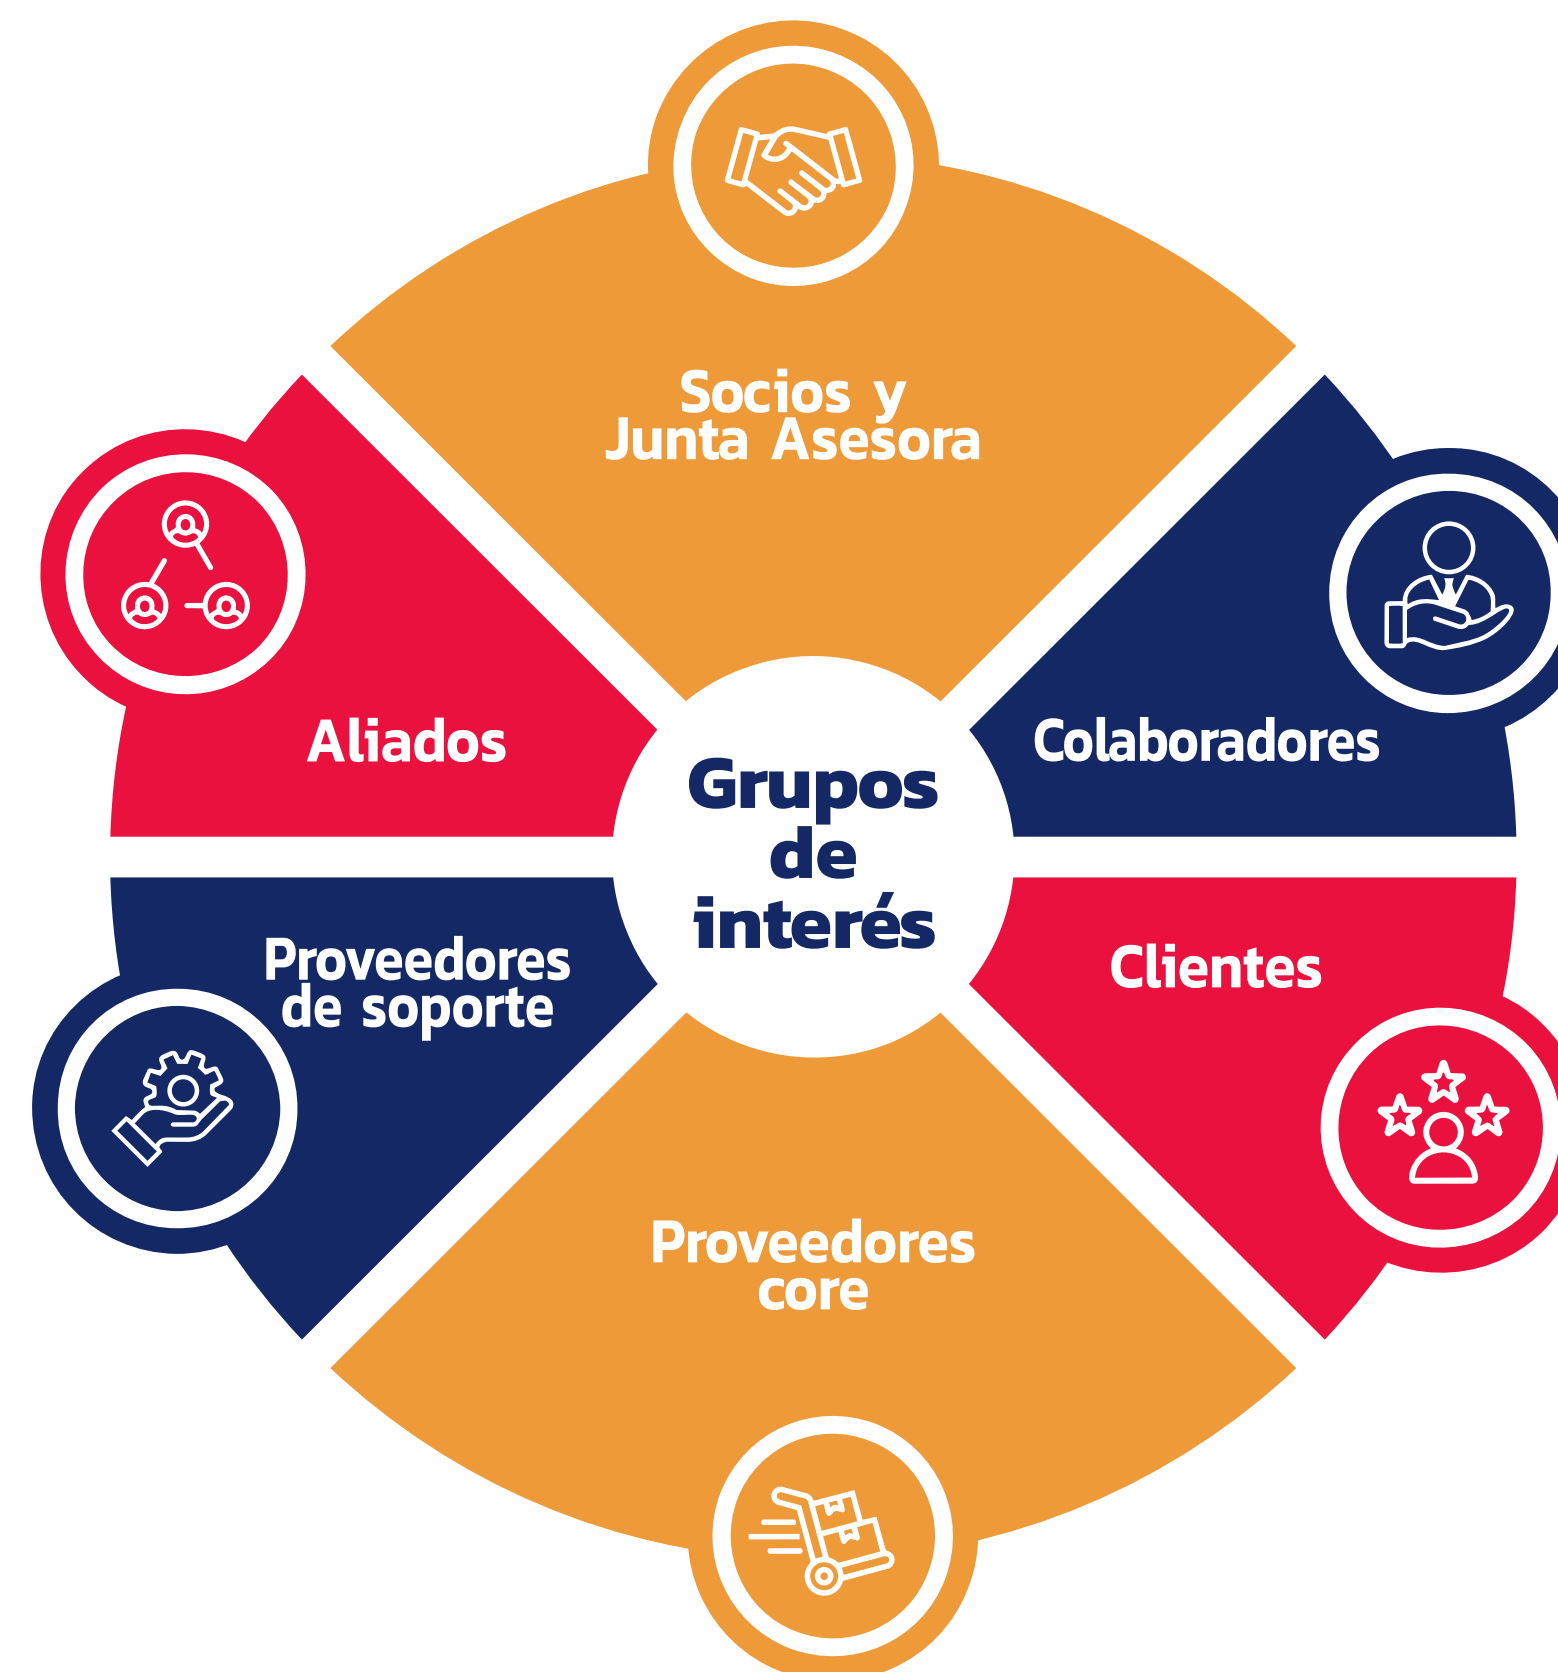 Socios y
Junta Asesora
Aliados
Colaboradores
Grupos
de
interés
Proveedores
de soporte
Clientes
Proveedores
core